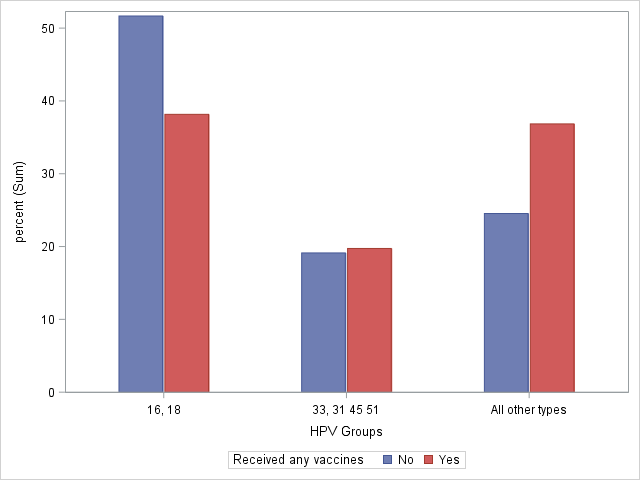 50
40
30
20
10
0
percent (Sum)
16, 18
33, 31 45 51
All other types
HPV Groups
Received any vaccines No Yes